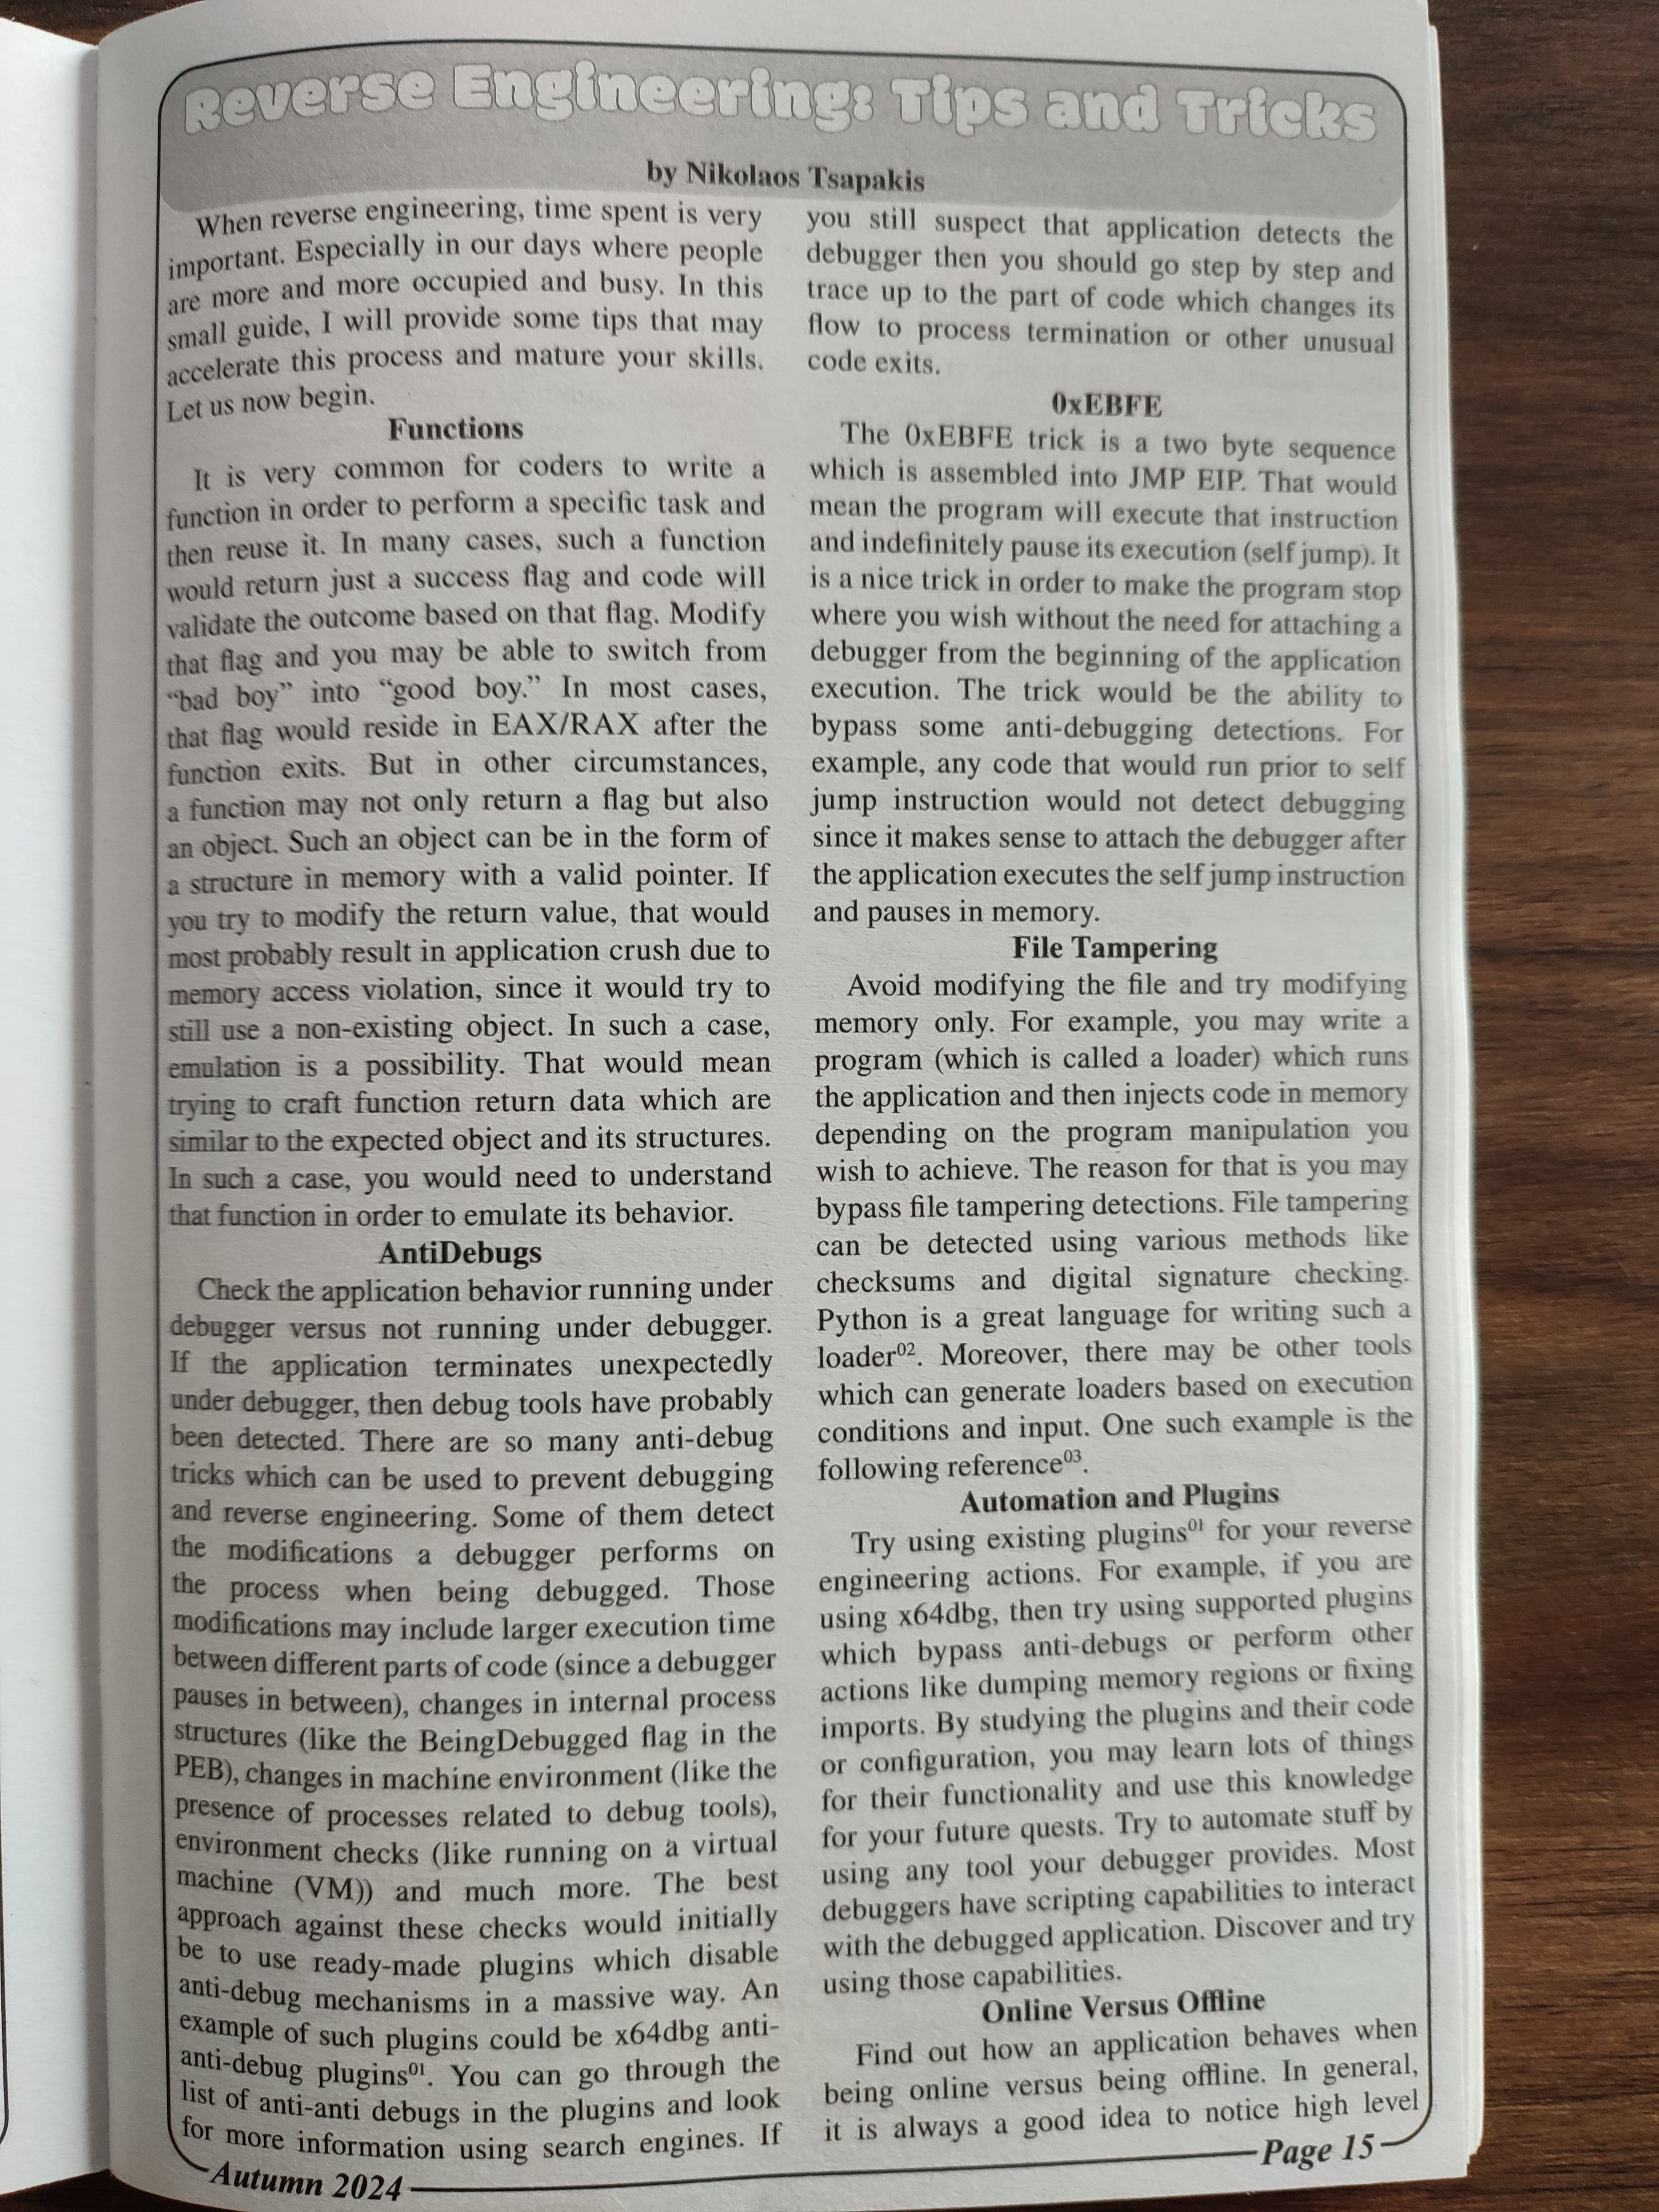 Reverse Engineering: Tips and Tricks
by Nikolaos Tsapakis
When reverse engineering, time spent is very
important. Especially in our days where people
are more and more occupied and busy. In this
small guide, I will provide some tips that may
accelerate this process and mature your skills.
Let us now begin.
Functions
It is very common for coders to write a
function in order to perform a specific task and
then reuse it. In many cases, such a function
would return just a success flag and code will
validate the outcome based on that flag. Modify
that flag and you may be able to switch from
“bad boy” into “good boy.” In most cases,
that flag would reside in EAX/RAX after the
function exits. But in other circumstances,
a function may not only return a flag but also
an object. Such an object can be in the form of
a structure in memory with a valid pointer. If
you try to modify the return value, that would
most probably result in application crush due to
memory access violation, since it would try to
still use a non-existing object. In such a case,
emulation is a possibility. That would mean
trying to craft function return data which are
similar to the expected object and its structures.
In such a case, you would need to understand
that function in order to emulate its behavior.
AntiDebugs
Check the application behavior running under
debugger versus not running under debugger.
If the application terminates unexpectedly
under debugger, then debug tools have probably
been detected. There are so many anti-debug
tricks which can be used to prevent debugging
and reverse engineering. Some of them detect
the modifications a debugger performs on
the process when being debugged. Those
modifications may include larger execution time
between different parts of code (since a debugger
pauses in between), changes in internal process
structures (like the BeingDebugged flag in the
PEB), changes in machine environment (like the
presence of processes related to debug tools),
environment checks (like running on a virtual
machine (VM)) and much more. The best
approach against these checks would initially
be to use ready-made plugins which disable
anti-debug mechanisms in a massive way. An
example of such plugins could be x64dbg anti-
anti-debug plugins⁰¹. You can go through the
list of anti-anti debugs in the plugins and look
for more information using search engines. If
you still suspect that application detects the
debugger then you should go step by step and
trace up to the part of code which changes its
flow to process termination or other unusual
code exits.
0xEBFE
The 0xEBFE trick is a two byte sequence
which is assembled into JMP EIP. That would
mean the program will execute that instruction
and indefinitely pause its execution (self jump). It
is a nice trick in order to make the program stop
where you wish without the need for attaching a
debugger from the beginning of the application
execution. The trick would be the ability to
bypass some anti-debugging detections. For
example, any code that would run prior to self
jump instruction would not detect debugging
since it makes sense to attach the debugger after
the application executes the self jump instruction
and pauses in memory.
File Tampering
Avoid modifying the file and try modifying
memory only. For example, you may write a
program (which is called a loader) which runs
the application and then injects code in memory
depending on the program manipulation you
wish to achieve. The reason for that is you may
bypass file tampering detections. File tampering
can be detected using various methods like
checksums and digital signature checking.
Python is a great language for writing such a
loader⁰². Moreover, there may be other tools
which can generate loaders based on execution
conditions and input. One such example is the
following reference⁰³.
Automation and Plugins
Try using existing plugins⁰¹ for your reverse
engineering actions. For example, if you are
using x64dbg, then try using supported plugins
which bypass anti-debugs or perform other
actions like dumping memory regions or fixing
imports. By studying the plugins and their code
or configuration, you may learn lots of things
for their functionality and use this knowledge
for your future quests. Try to automate stuff by
using any tool your debugger provides. Most
debuggers have scripting capabilities to interact
with the debugged application. Discover and try
using those capabilities.
Online Versus Offline
Find out how an application behaves when
being online versus being offline. In general,
it is always a good idea to notice high level
Autumn 2024
Page 15